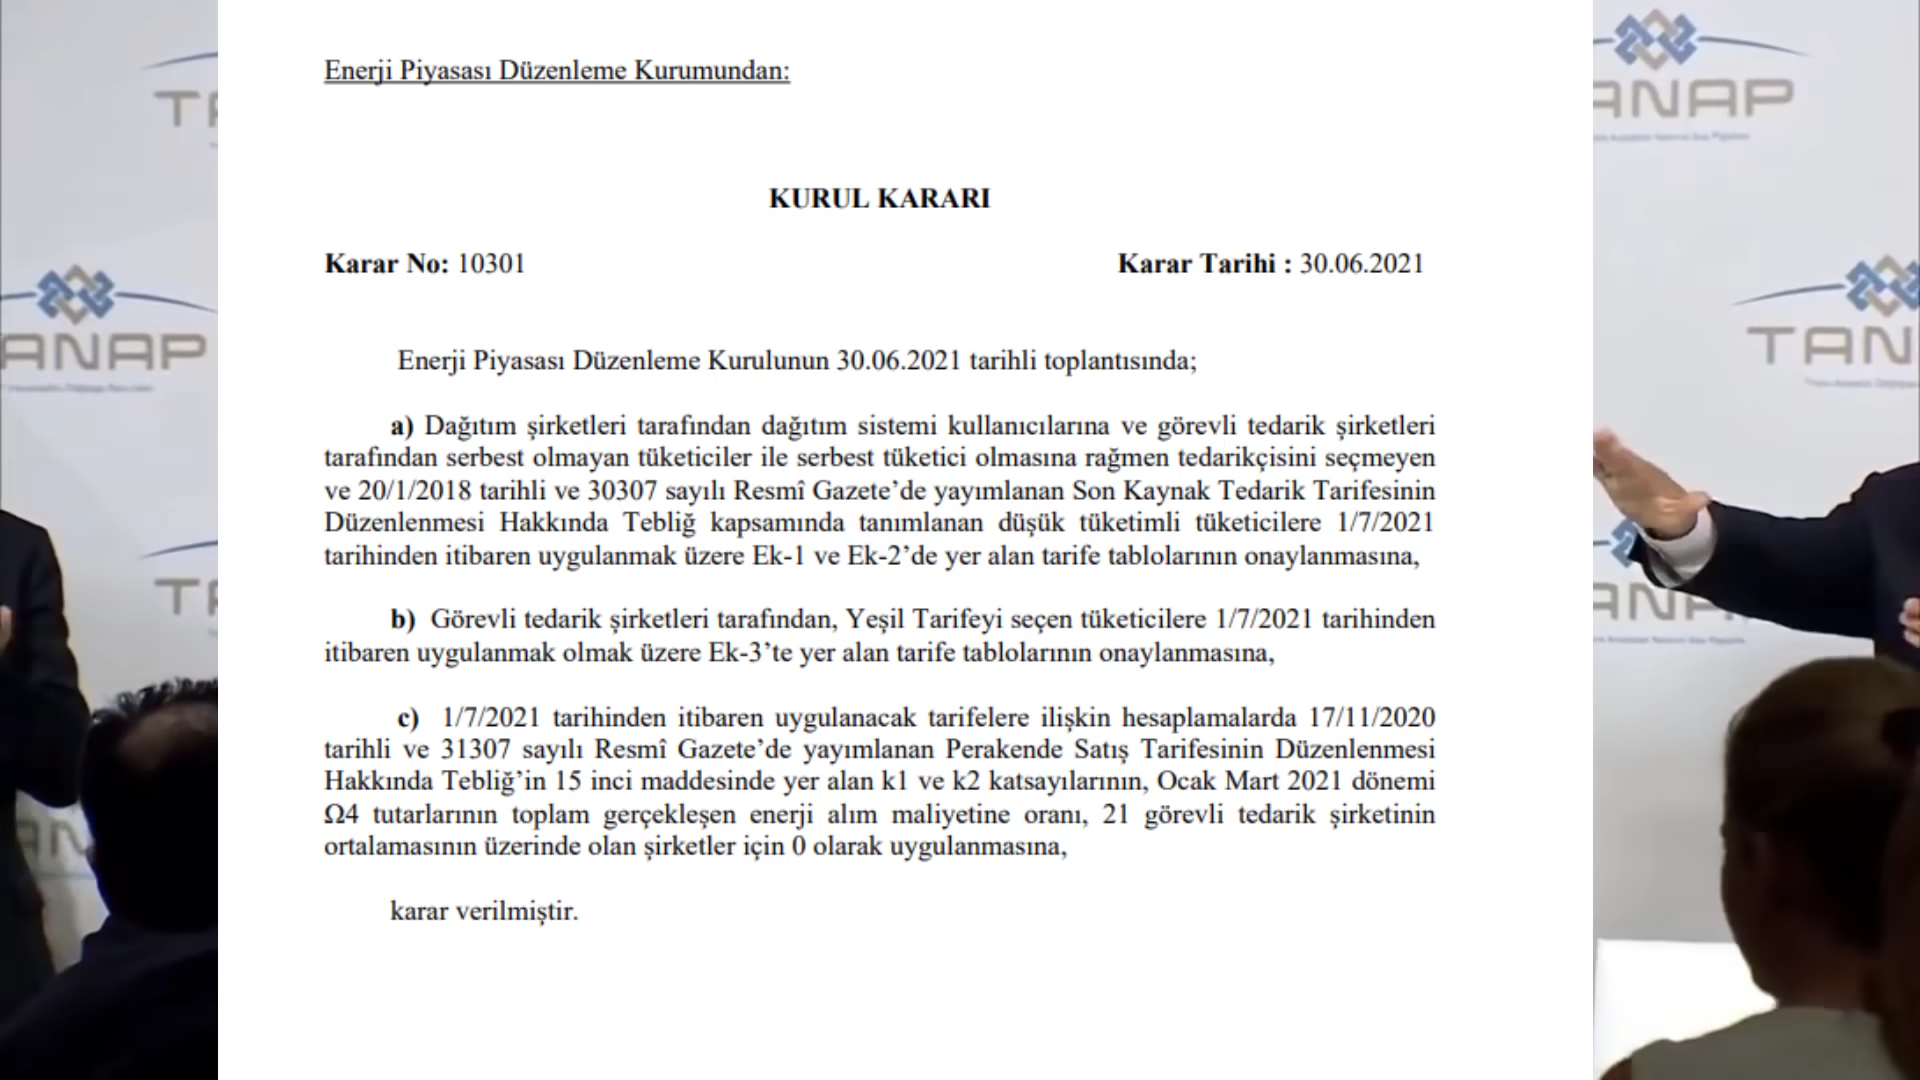 Enerji Piyasası Düzenleme Kurumundan:
KURUL KARARI
Karar No: 10301 Karar Tarihi : 30.06.2021
Enerji Piyasası Düzenleme Kurulunun 30.06.2021 tarihli toplantısında;
a) Dağıtım şirketleri tarafından dağıtım sistemi kullanıcılarına ve görevli tedarik şirketleri
tarafından serbest olmayan tüketiciler ile serbest tüketici olmasına rağmen tedarikçisini seçmeyen
ve 20/1/2018 tarihli ve 30307 sayılı Resmî Gazete’de yayımlanan Son Kaynak Tedarik Tarifesinin
Düzenlenmesi Hakkında Tebliğ kapsamında tanımlanan düşük tüketimli tüketicilere 1/7/2021
tarihinden itibaren uygulanmak üzere Ek-1 ve Ek-2’de yer alan tarife tablolarının onaylanmasına,
b) Görevli tedarik şirketleri tarafından, Yeşil Tarifeyi seçen tüketicilere 1/7/2021 tarihinden
itibaren uygulanmak olmak üzere Ek-3’te yer alan tarife tablolarının onaylanmasına,
c) 1/7/2021 tarihinden itibaren uygulanacak tarifelere ilişkin hesaplamalarda 17/11/2020
tarihli ve 31307 sayılı Resmî Gazete’de yayımlanan Perakende Satış Tarifesinin Düzenlenmesi
Hakkında Tebliğ’in 15 inci maddesinde yer alan k1 ve k2 katsayılarının, Ocak Mart 2021 dönemi
Ω4 tutarlarının toplam gerçekleşen enerji alım maliyetine oranı, 21 görevli tedarik şirketinin
ortalamasının üzerinde olan şirketler için 0 olarak uygulanmasına,
karar verilmiştir.
TA
ANAP
TA
AN
ANAP
TAN
ANAP